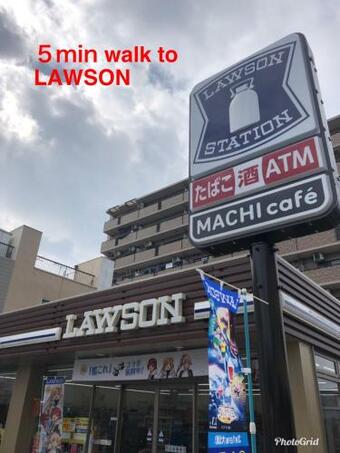 ５min walk to
LAWSON
LAWSON
STATION
たばこ 酒 ATM
MACHI café
LAWSON
PhotoGrid